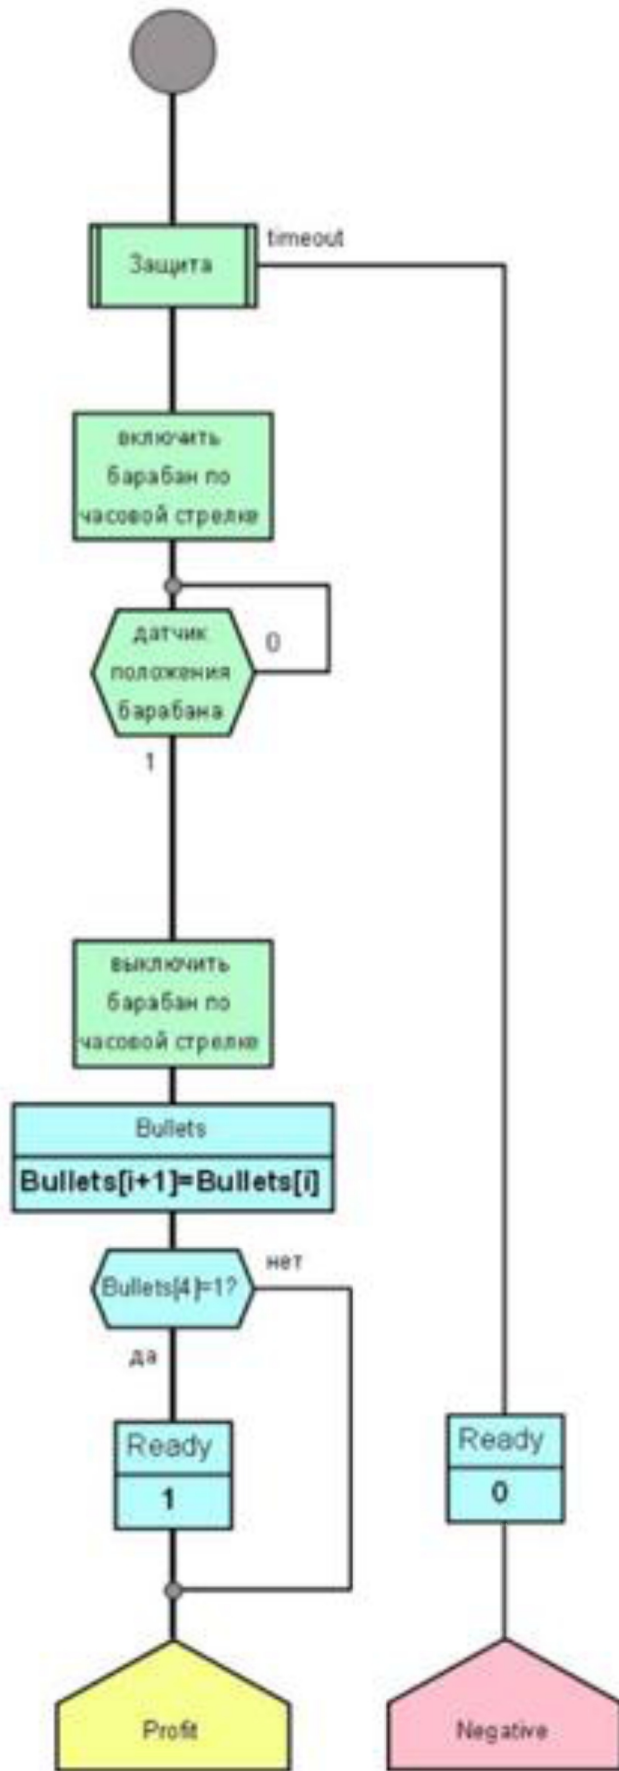 timeout
Защита
включить
барабан по
часовой стрелке
датчик
0
положения
барабана
1
выключить
барабан по
часовой стрелке
Bullets
Bullets[i+1]=Bullets[i]
нет
Bullets[4]=1?
да
Ready
1
Ready
0
Profit
Negative